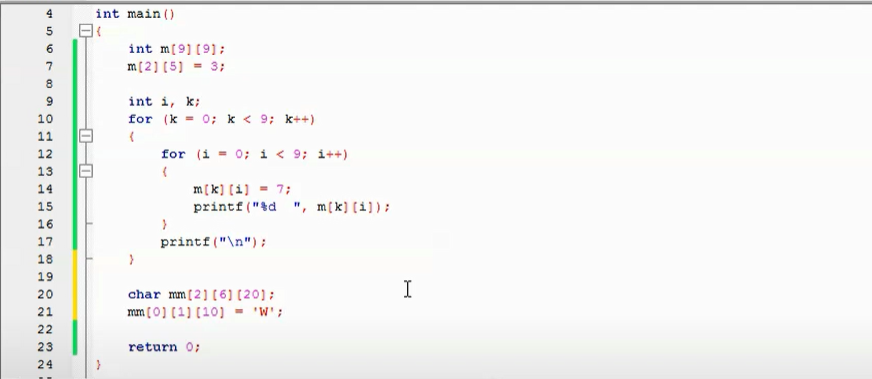 4 int main()
5 {
6 int m[9][9];
7 m[2][5] = 3;
8
9 int i, k;
10 for (k = 0; k < 9; k++)
11 {
12 for (i = 0; i < 9; i++)
13 {
14 m[k][i] = 7;
15 printf("%d  ", m[k][i]);
16 }
17 printf("\n");
18 }
19
20 char mm[2][6][20];
21 mm[0][1][10] = 'W';
22
23 return 0;
24 }